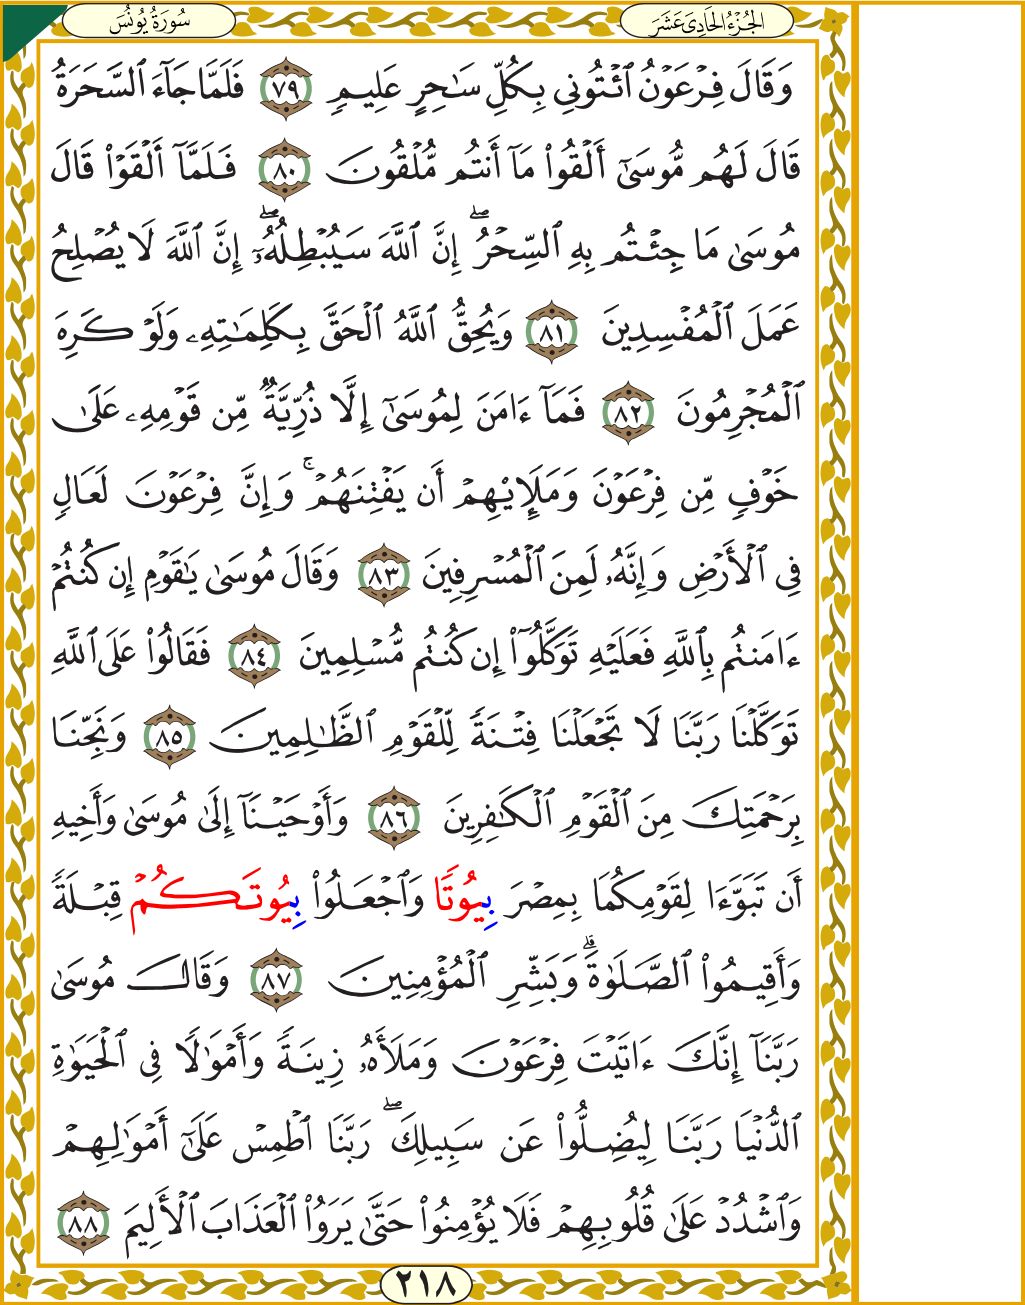 الجُزْءُ الحَادِيَ عَشَرَ
سُورَةُ يُونُسَ
وَقَالَ فِرْعَوْنُ ٱئْتُونِي بِكُلِّ سَٰحِرٍ عَلِيمٖ ٧٩ فَلَمَّا جَآءَ ٱلسَّحَرَةُ
قَالَ لَهُم مُّوسَىٰٓ أَلْقُوا۟ مَآ أَنتُم مُّلْقُونَ ٨٠ فَلَمَّآ أَلْقَوْا۟ قَالَ
مُوسَىٰ مَا جِئْتُم بِهِ ٱلسِّحْرُۖ إِنَّ ٱللَّهَ سَيُبْطِلُهُۥٓۖ إِنَّ ٱللَّهَ لَا يُصْلِحُ
عَمَلَ ٱلْمُفْسِدِينَ ٨١ وَيُحِقُّ ٱللَّهُ ٱلْحَقَّ بِكَلِمَٰتِهِۦ وَلَوْ كَرِهَ
ٱلْمُجْرِمُونَ ٨٢ فَمَآ ءَامَنَ لِمُوسَىٰٓ إِلَّا ذُرِّيَّةٞ مِّن قَوْمِهِۦ عَلَىٰ
خَوْفٖ مِّن فِرْعَوْنَ وَمَلَإِي۟هِمْ أَن يَفْتِنَهُمْۚ وَإِنَّ فِرْعَوْنَ لَعَالٖ
فِي ٱلْأَرْضِ وَإِنَّهُۥ لَمِنَ ٱلْمُسْرِفِينَ ٨٣ وَقَالَ مُوسَىٰ يَٰقَوْمِ إِن كُنتُمْ
ءَامَنتُم بِٱللَّهِ فَعَلَيْهِ تَوَكَّلُوٓا۟ إِن كُنتُم مُّسْلِمِينَ ٨٤ فَقَالُوا۟ عَلَى ٱللَّهِ
تَوَكَّلْنَا رَبَّنَا لَا تَجْعَلْنَا فِتْنَةٗ لِّلْقَوْمِ ٱلظَّٰلِمِينَ ٨٥ وَنَجِّنَا
بِرَحْمَتِكَ مِنَ ٱلْقَوْمِ ٱلْكَٰفِرِينَ ٨٦ وَأَوْحَيْنَآ إِلَىٰ مُوسَىٰ وَأَخِيهِ
أَن تَبَوَّءَا لِقَوْمِكُمَا بِمِصْرَ بِيُوتٗا وَٱجْعَلُوا۟ بِيُوتَكُمْ قِبْلَةٗ
وَأَقِيمُوا۟ ٱلصَّلَوٰةَۗ وَبَشِّرِ ٱلْمُؤْمِنِينَ ٨٧ وَقَالَ مُوسَىٰ
رَبَّنَآ إِنَّكَ ءَاتَيْتَ فِرْعَوْنَ وَمَلَأَهُۥ زِينَةٗ وَأَمْوَٰلٗا فِي ٱلْحَيَوٰةِ
ٱلدُّنْيَا رَبَّنَا لِيُضِلُّوا۟ عَن سَبِيلِكَۖ رَبَّنَا ٱطْمِسْ عَلَىٰٓ أَمْوَٰلِهِمْ
وَٱشْدُدْ عَلَىٰ قُلُوبِهِمْ فَلَا يُؤْمِنُوا۟ حَتَّىٰ يَرَوُا۟ ٱلْعَذَابَ ٱلْأَلِيمَ ٨٨
٢١٨